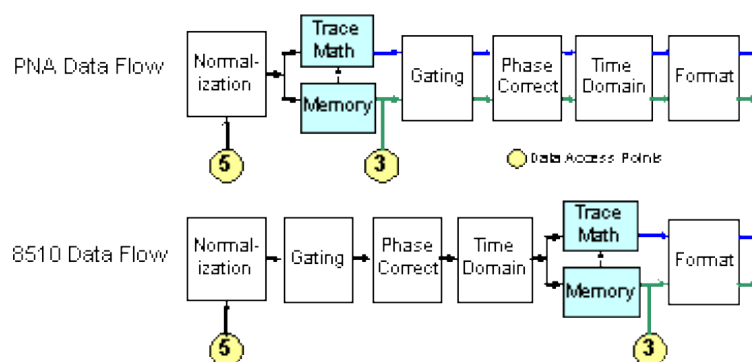 PNA Data Flow
Normal-
ization
Trace
Math
Memory
Gating
Phase
Correct
Time
Domain
Format
5
3
Data Access Points
8510 Data Flow
Normal-
ization
Gating
Phase
Correct
Time
Domain
Trace
Math
Memory
Format
5
3